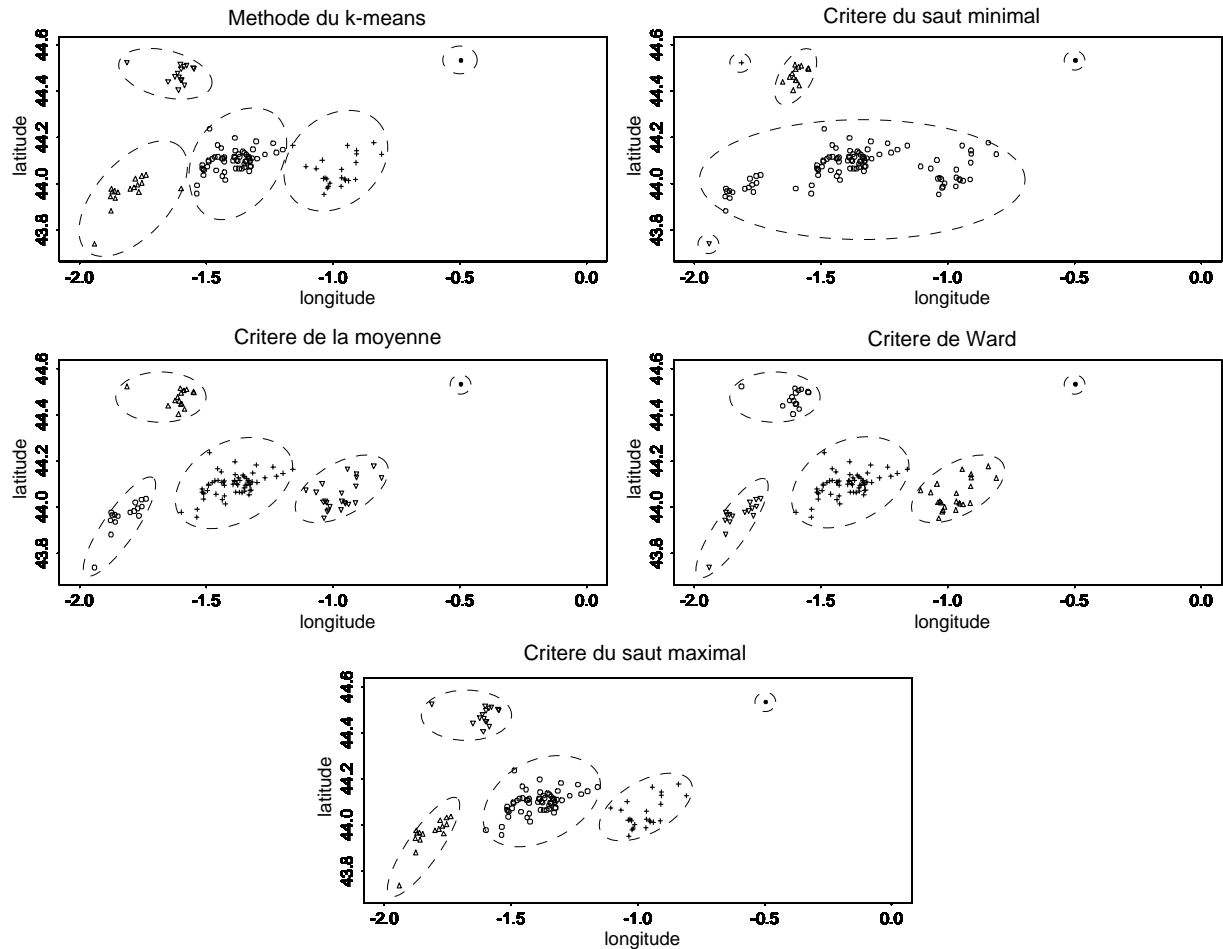 Methode du k-means
latitude
44.6
44.4
44.2
44.0
43.8
-2.0 -1.5 -1.0 -0.5 0.0
longitude
Critere du saut minimal
latitude
44.6
44.4
44.2
44.0
43.8
-2.0 -1.5 -1.0 -0.5 0.0
longitude
Critere de la moyenne
latitude
44.6
44.4
44.2
44.0
43.8
-2.0 -1.5 -1.0 -0.5 0.0
longitude
Critere de Ward
latitude
44.6
44.4
44.2
44.0
43.8
-2.0 -1.5 -1.0 -0.5 0.0
longitude
Critere du saut maximal
latitude
44.6
44.4
44.2
44.0
43.8
-2.0 -1.5 -1.0 -0.5 0.0
longitude